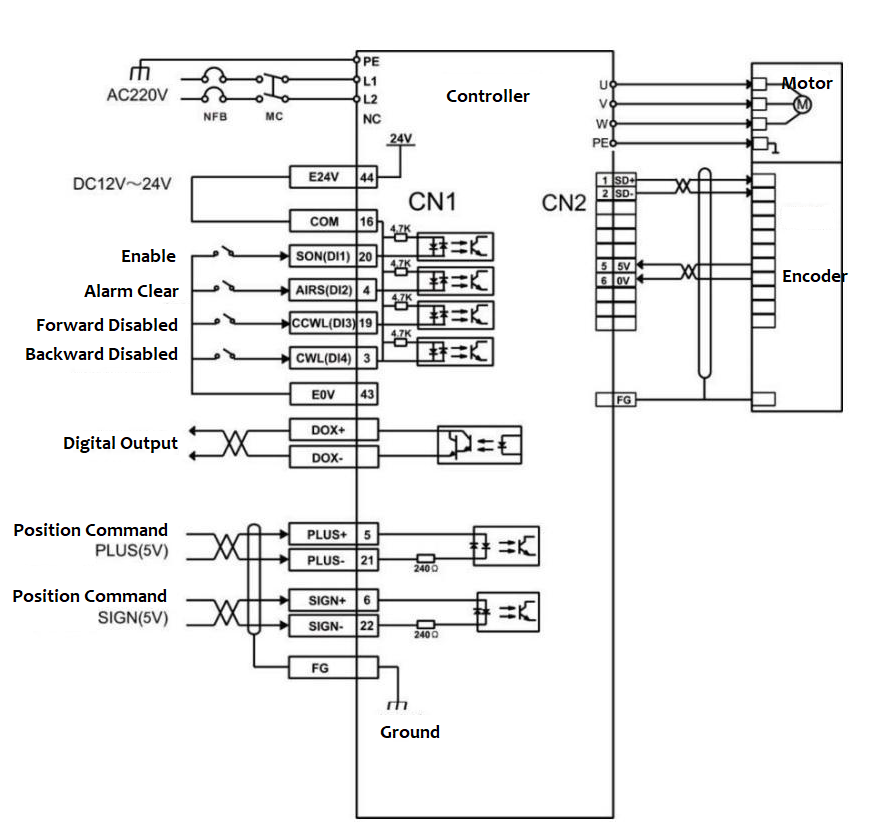 PE
L1
L2
NC
AC220V
NFB
MC
Controller
U
V
W
PE
Motor
M
24V
DC12V~24V
E24V 44
COM 16
CN1
CN2
4.7K
Enable
SON(DI1) 20
4.7K
Alarm Clear
AIRS(DI2) 4
4.7K
Forward Disabled
CCWL(DI3) 19
4.7K
Backward Disabled
CWL(DI4) 3
E0V 43
1 SD+
2 SD-
5 5V
6 0V
Encoder
FG
DOX+
Digital Output
DOX-
Position Command
PLUS(5V)
PLUS+ 5
PLUS- 21
240Ω
Position Command
SIGN(5V)
SIGN+ 6
SIGN- 22
240Ω
FG
Ground